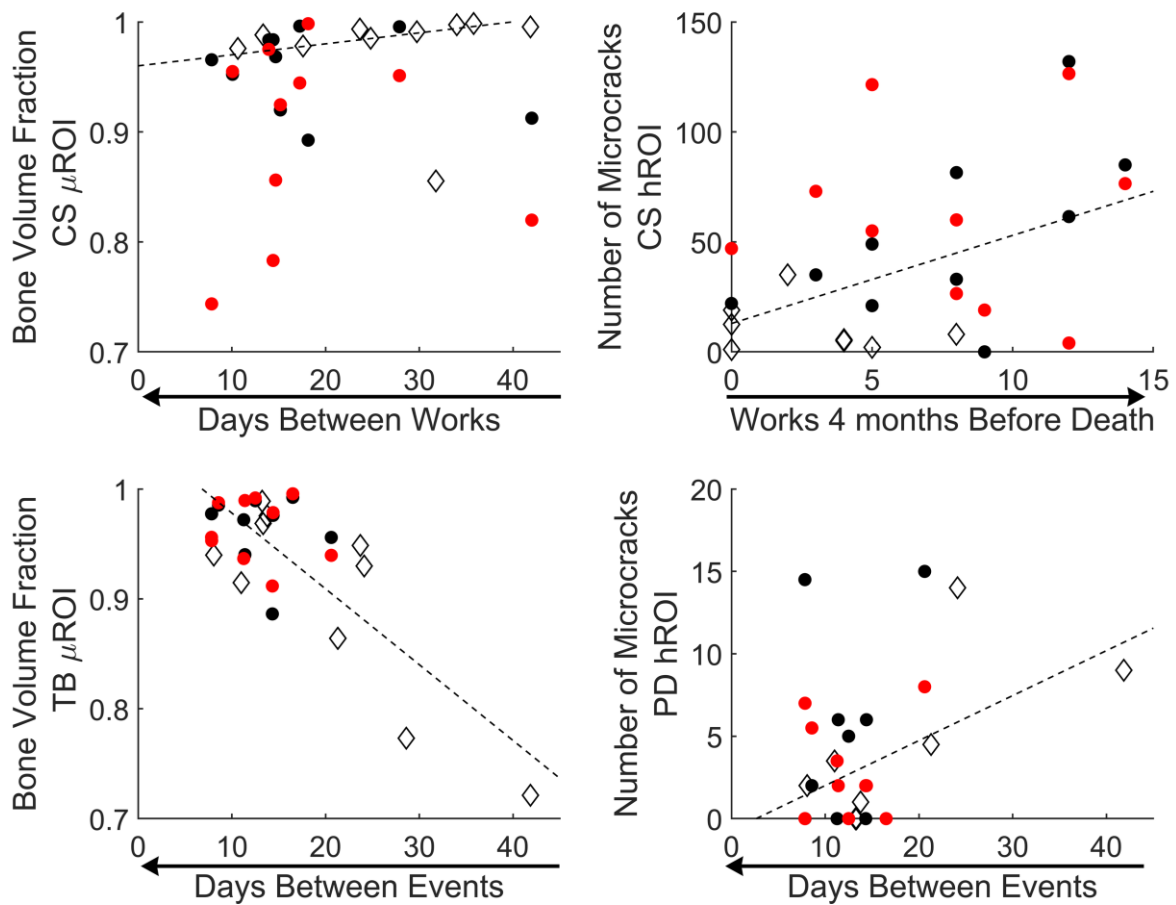 Bone Volume Fraction
CS μROI
1
0.9
0.8
0.7
0 10 20 30 40
Days Between Works
Number of Microcracks
CS hROI
150
100
50
0
0 5 10 15
Works 4 months Before Death
Bone Volume Fraction
TB μROI
1
0.9
0.8
0.7
0 10 20 30 40
Days Between Events
Number of Microcracks
PD hROI
20
15
10
5
0
0 10 20 30 40
Days Between Events